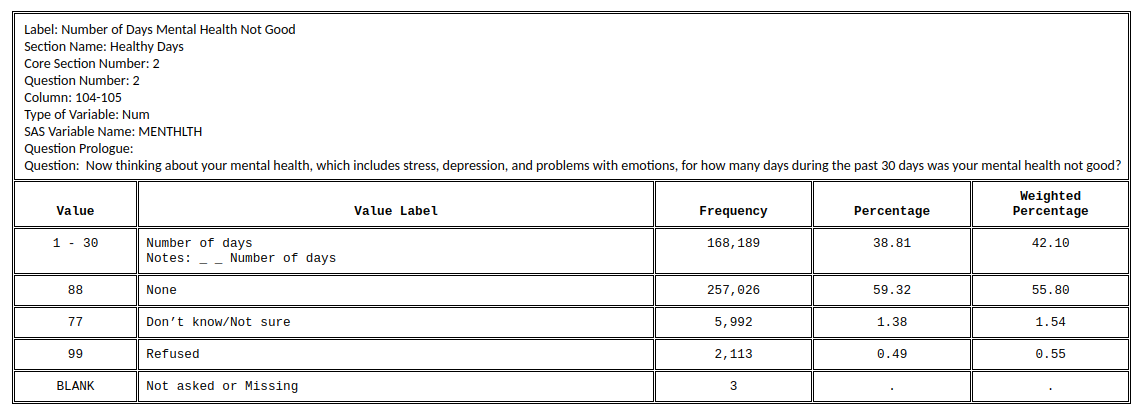 Label: Number of Days Mental Health Not Good
Section Name: Healthy Days
Core Section Number: 2
Question Number: 2
Column: 104-105
Type of Variable: Num
SAS Variable Name: MENTHLTH
Question Prologue:
Question:  Now thinking about your mental health, which includes stress, depression, and problems with emotions, for how many days during the past 30 days was your mental health not good?
Value Value Label Frequency Percentage Weighted Percentage
1 - 30 Number of days 168,189 38.81 42.10
Notes: _ _ Number of days
88 None 257,026 59.32 55.80
77 Don’t know/Not sure 5,992 1.38 1.54
99 Refused 2,113 0.49 0.55
BLANK Not asked or Missing 3 . .